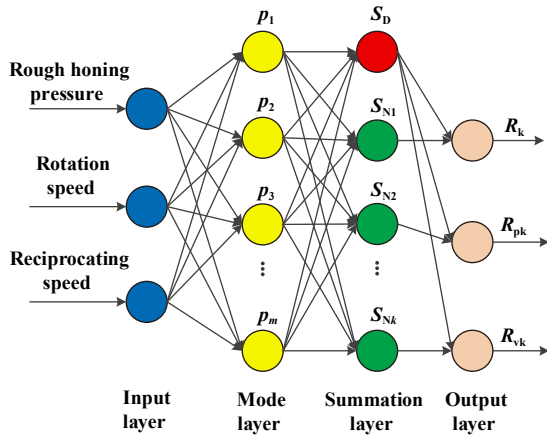 p1
SD
Rough honing
pressure
p2
SN1
Rk
Rotation
speed
p3
SN2
Rpk
Reciprocating
speed
...
...
pm
SNk
Rvk
Input
layer
Mode
layer
Summation
layer
Output
layer